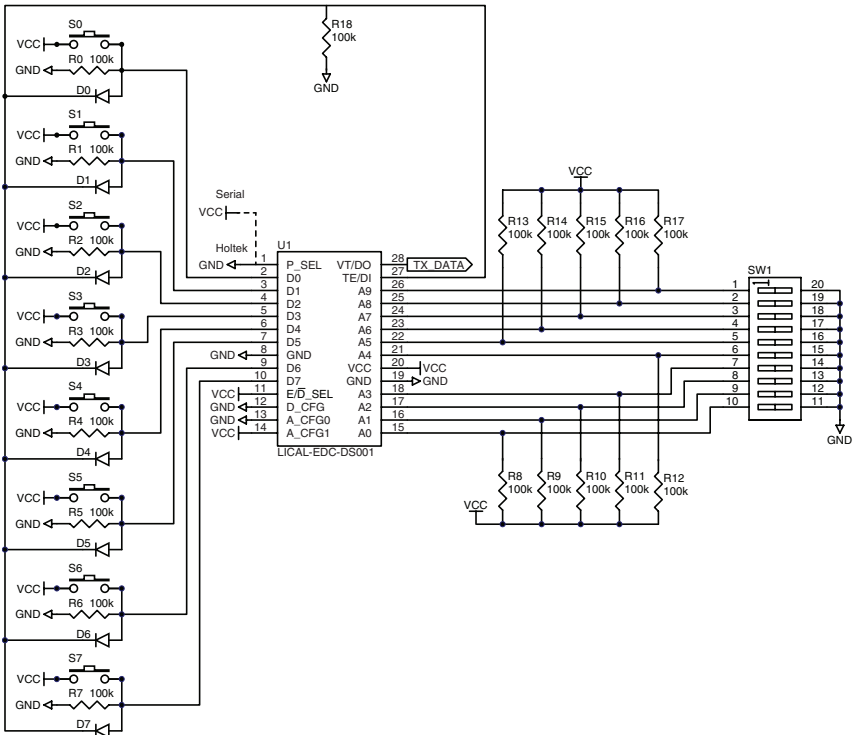 R18
100k
GND
S0
VCC
R0 100k
GND
D0
S1
VCC
R1 100k
GND
D1
S2
VCC
R2 100k
GND
D2
S3
VCC
GND
R3 100k
D3
S4
VCC
GND
R4 100k
D4
S5
VCC
GND
R5 100k
D5
S6
VCC
GND
R6 100k
D6
S7
VCC
GND
R7 100k
D7
Serial
VCC
Holtek
GND
U1
1 P_SEL
2 D0
3 D1
4 D2
5 D3
6 D4
7 D5
GND 8 GND
9 D6
10 D7
VCC 11 E/D_SEL
GND 12 D_CFG
GND 13 A_CFG0
VCC 14 A_CFG1
VT/DO 28 TX_DATA
TE/DI 27
A9 26
A8 25
A7 24
A6 23
A5 22
A4 21
VCC 20 VCC
GND 19 GND
A3 18
A2 17
A1 16
A0 15
LICAL-EDC-DS001
VCC
R13
100k
R14
100k
R15
100k
R16
100k
R17
100k
R8
100k
R9
100k
R10
100k
R11
100k
R12
100k
VCC
SW1
1 20
2 19
3 18
4 17
5 16
6 15
7 14
8 13
9 12
10 11
GND